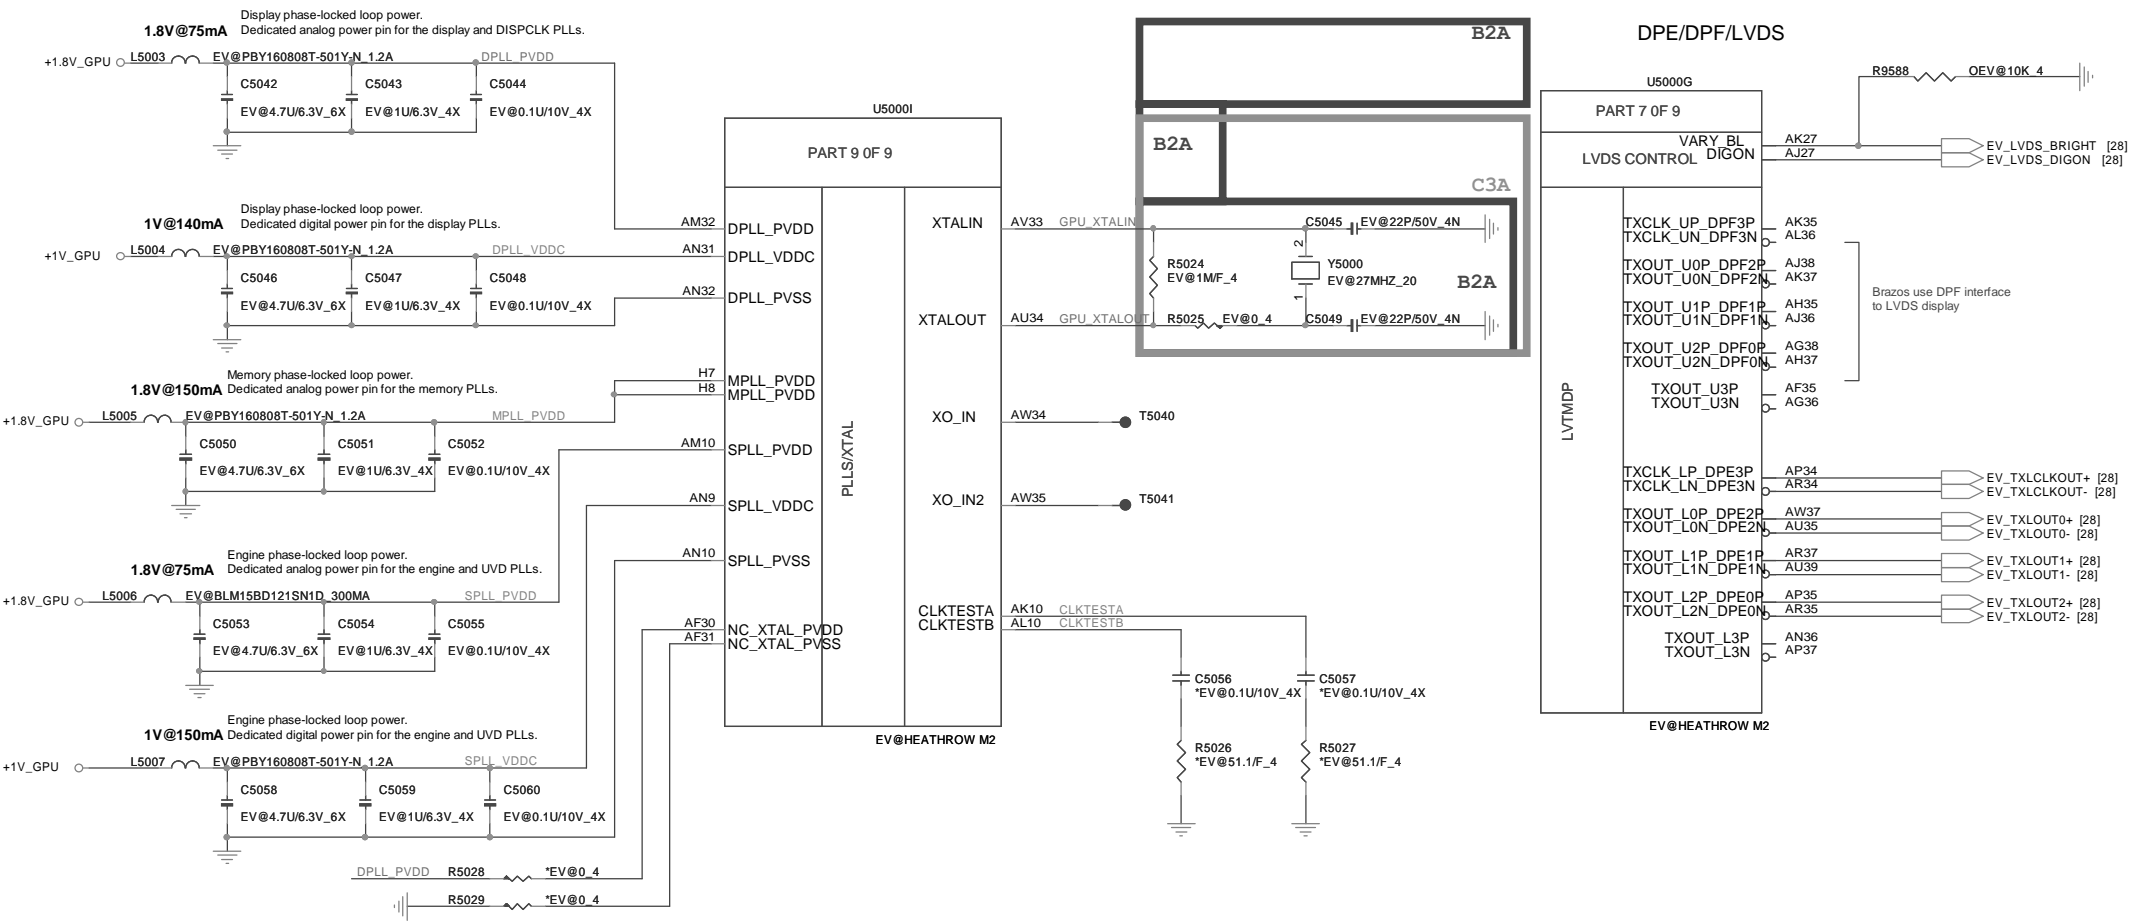 Display phase-locked loop power.
1.8V@75mA Dedicated analog power pin for the display and DISPCLK PLLs.
+1.8V_GPU L5003 EV@PBY160808T-501Y-N_1.2A DPLL_PVDD
C5042 C5043 C5044
EV@4.7U/6.3V_6X EV@1U/6.3V_4X EV@0.1U/10V_4X
Display phase-locked loop power.
1V@140mA Dedicated digital power pin for the display PLLs.
+1V_GPU L5004 EV@PBY160808T-501Y-N_1.2A DPLL_VDDC
C5046 C5047 C5048
EV@4.7U/6.3V_6X EV@1U/6.3V_4X EV@0.1U/10V_4X
Memory phase-locked loop power.
1.8V@150mA Dedicated analog power pin for the memory PLLs.
+1.8V_GPU L5005 EV@PBY160808T-501Y-N_1.2A MPLL_PVDD
C5050 C5051 C5052
EV@4.7U/6.3V_6X EV@1U/6.3V_4X EV@0.1U/10V_4X
Engine phase-locked loop power.
1.8V@75mA Dedicated analog power pin for the engine and UVD PLLs.
+1.8V_GPU L5006 EV@BLM15BD121SN1D_300MA SPLL_PVDD
C5053 C5054 C5055
EV@4.7U/6.3V_6X EV@1U/6.3V_4X EV@0.1U/10V_4X
Engine phase-locked loop power.
1V@150mA Dedicated digital power pin for the engine and UVD PLLs.
+1V_GPU L5007 EV@PBY160808T-501Y-N_1.2A SPLL_VDDC
C5058 C5059 C5060
EV@4.7U/6.3V_6X EV@1U/6.3V_4X EV@0.1U/10V_4X
DPLL_PVDD R5028 *EV@0_4
R5029 *EV@0_4
U5000I
PART 9 0F 9
PLLS/XTAL
AM32 DPLL_PVDD
AN31 DPLL_VDDC
AN32 DPLL_PVSS
H7 MPLL_PVDD
H8 MPLL_PVDD
AM10 SPLL_PVDD
AN9 SPLL_VDDC
AN10 SPLL_PVSS
AF30 NC_XTAL_PVDD
AF31 NC_XTAL_PVSS
XTALIN AV33 GPU_XTALIN
XTALOUT AU34 GPU_XTALOUT
XO_IN AW34 T5040
XO_IN2 AW35 T5041
CLKTESTA AK10 CLKTESTA
CLKTESTB AL10 CLKTESTB
EV@HEATHROW M2
B2A
B2A
C3A
C5045 EV@22P/50V_4N
R5024
EV@1M/F_4
2
Y5000
EV@27MHZ_20
1
B2A
R5025 EV@0_4
C5049 EV@22P/50V_4N
C5056 C5057
*EV@0.1U/10V_4X *EV@0.1U/10V_4X
R5026 R5027
*EV@51.1/F_4 *EV@51.1/F_4
DPE/DPF/LVDS
R9588 OEV@10K_4
U5000G
PART 7 0F 9
LVDS CONTROL
LVTMDP
VARY_BL AK27 EV_LVDS_BRIGHT [28]
DIGON AJ27 EV_LVDS_DIGON [28]
TXCLK_UP_DPF3P AK35
TXCLK_UN_DPF3N AL36
TXOUT_U0P_DPF2P AJ38
TXOUT_U0N_DPF2N AK37
TXOUT_U1P_DPF1P AH35
TXOUT_U1N_DPF1N AJ36
TXOUT_U2P_DPF0P AG38
TXOUT_U2N_DPF0N AH37
TXOUT_U3P AF35
TXOUT_U3N AG36
Brazos use DPF interface
to LVDS display
TXCLK_LP_DPE3P AP34 EV_TXLCLKOUT+ [28]
TXCLK_LN_DPE3N AR34 EV_TXLCLKOUT- [28]
TXOUT_L0P_DPE2P AW37 EV_TXLOUT0+ [28]
TXOUT_L0N_DPE2N AU35 EV_TXLOUT0- [28]
TXOUT_L1P_DPE1P AR37 EV_TXLOUT1+ [28]
TXOUT_L1N_DPE1N AU39 EV_TXLOUT1- [28]
TXOUT_L2P_DPE0P AP35 EV_TXLOUT2+ [28]
TXOUT_L2N_DPE0N AR35 EV_TXLOUT2- [28]
TXOUT_L3P AN36
TXOUT_L3N AP37
EV@HEATHROW M2